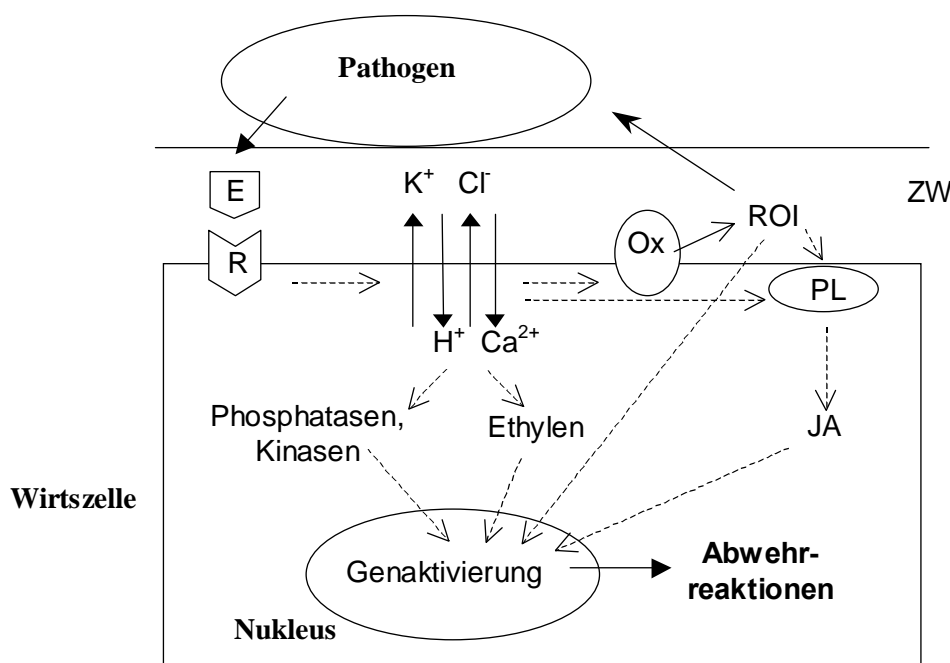 Pathogen
E
K⁺ Cl⁻
ZW
ROI
Ox
R
PL
H⁺ Ca²⁺
Phosphatasen,
Kinasen
Ethylen
JA
Wirtszelle
Genaktivierung
Abwehr-
reaktionen
Nukleus